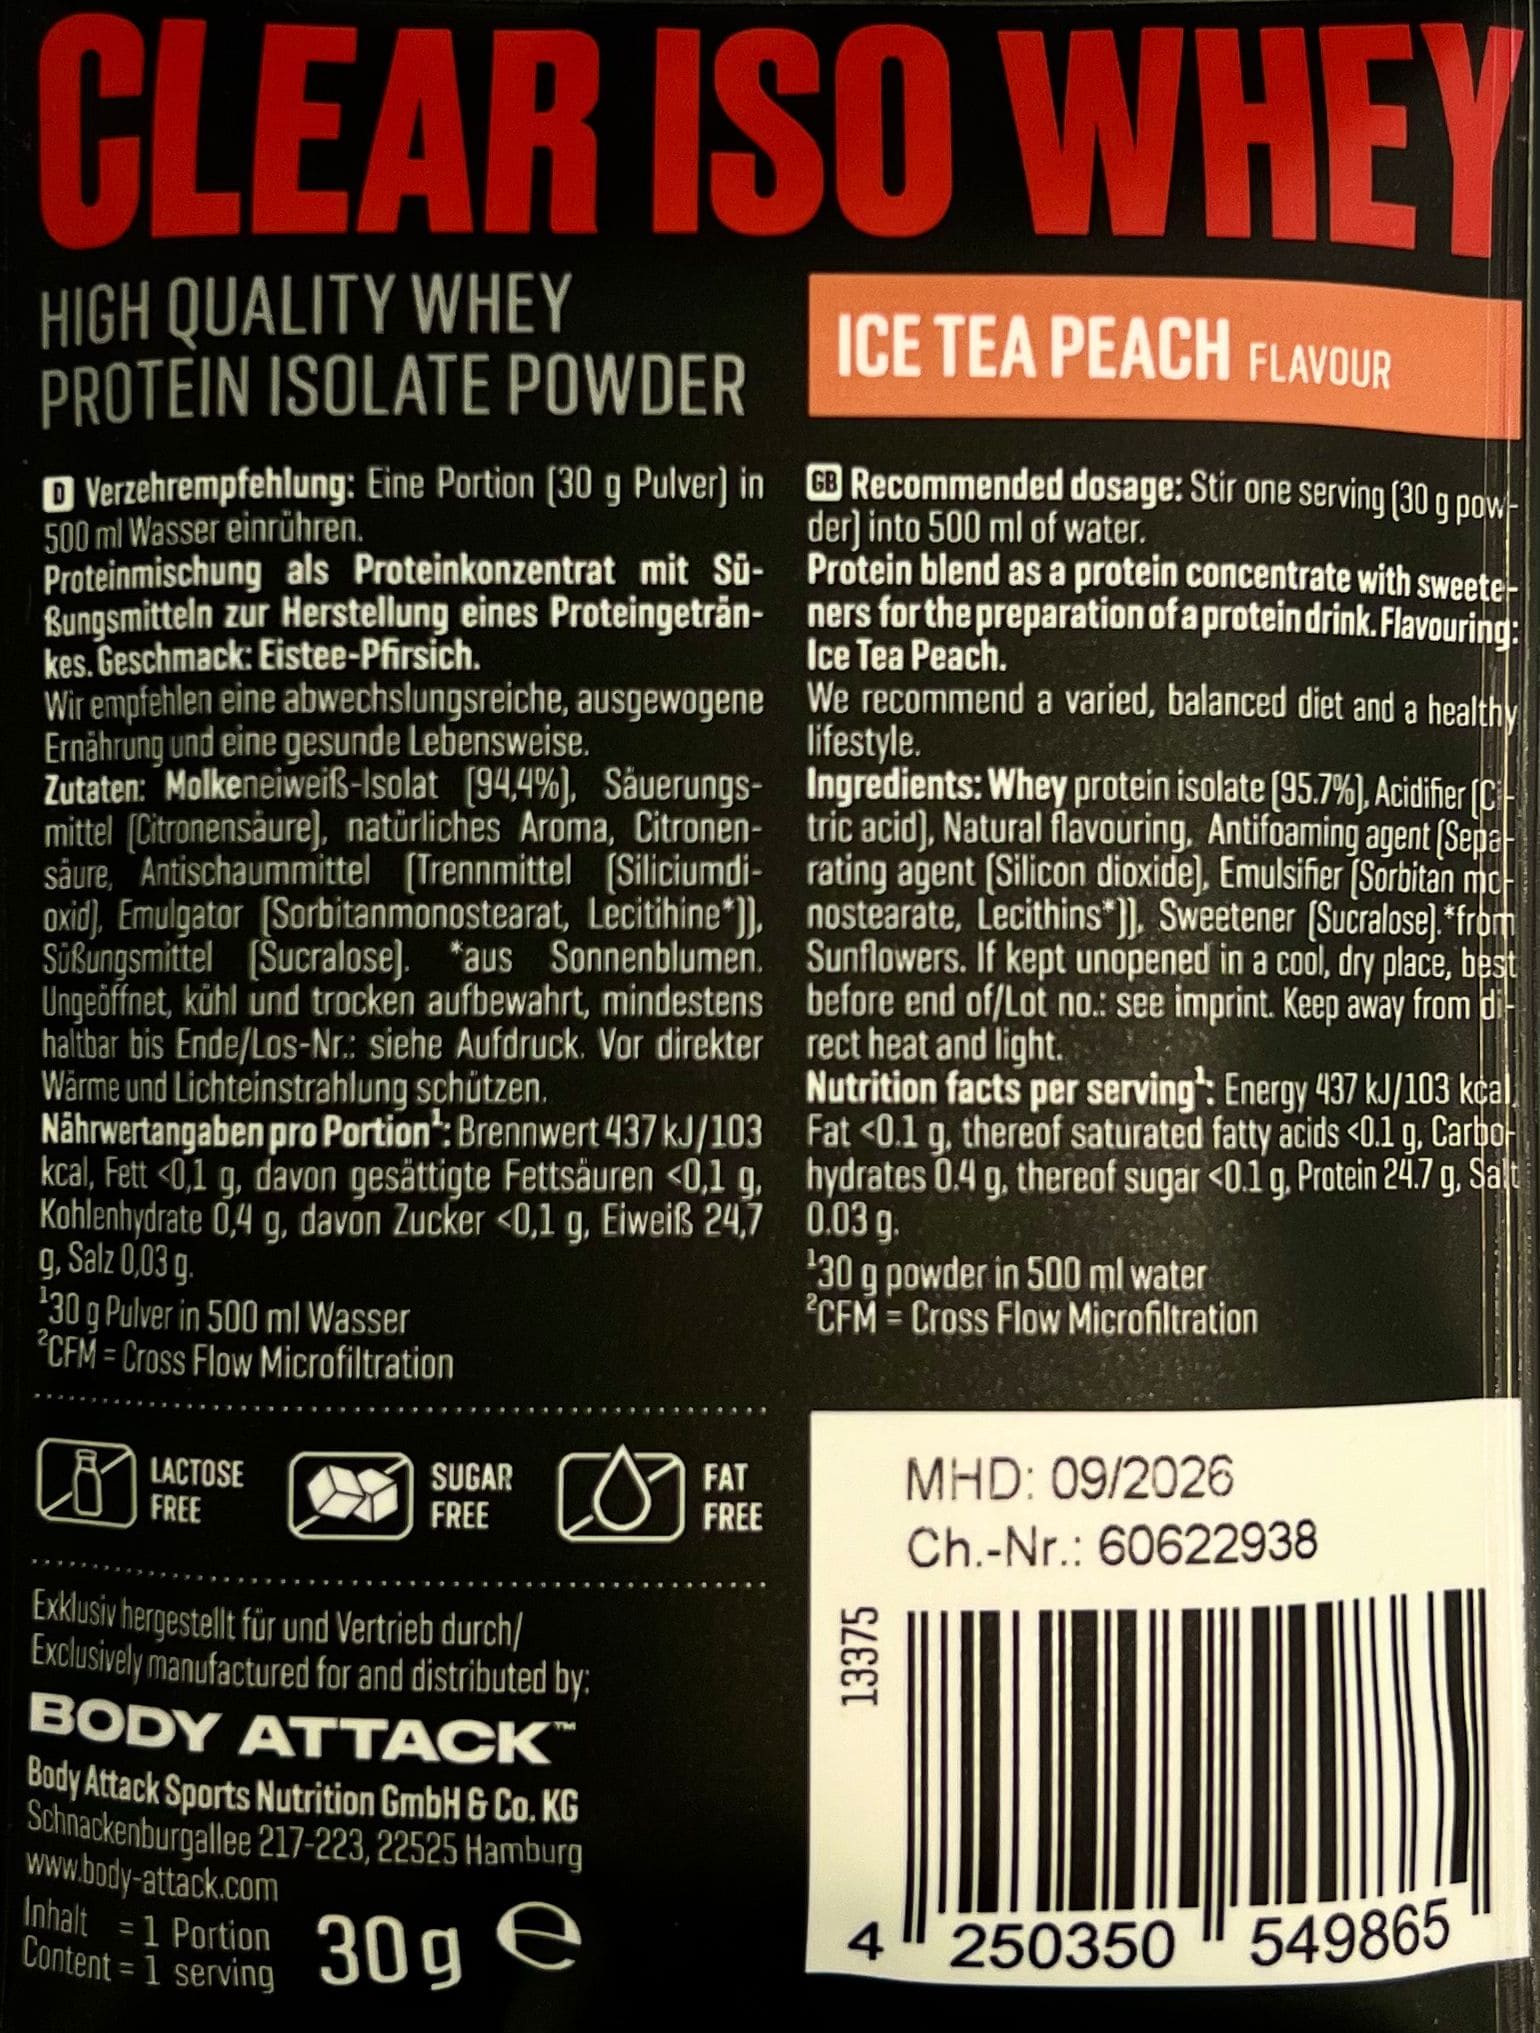 CLEAR ISO WHEY
HIGH QUALITY WHEY
PROTEIN ISOLATE POWDER
ICE TEA PEACH FLAVOUR
D Verzehrempfehlung: Eine Portion (30 g Pulver) in
500 ml Wasser einrühren.
Proteinmischung als Proteinkonzentrat mit Sü-
ßungsmitteln zur Herstellung eines Proteingeträn-
kes. Geschmack: Eistee-Pfirsich.
Wir empfehlen eine abwechslungsreiche, ausgewogene
Ernährung und eine gesunde Lebensweise.
Zutaten: Molkeneiweiß-Isolat (94,4%), Säuerungs-
mittel (Citronensäure), natürliches Aroma, Citronen-
säure, Antischaummittel (Trennmittel (Siliciumdi-
oxid), Emulgator (Sorbitanmonostearat, Lecitihine*)),
Süßungsmittel (Sucralose). *aus Sonnenblumen.
Ungeöffnet, kühl und trocken aufbewahrt, mindestens
haltbar bis Ende/Los-Nr.: siehe Aufdruck. Vor direkter
Wärme und Lichteinstrahlung schützen.
Nährwertangaben pro Portion¹: Brennwert 437 kJ/103
kcal, Fett <0,1 g, davon gesättigte Fettsäuren <0,1 g,
Kohlenhydrate 0,4 g, davon Zucker <0,1 g, Eiweiß 24,7
g, Salz 0,03 g.
¹30 g Pulver in 500 ml Wasser
²CFM = Cross Flow Microfiltration
GB Recommended dosage: Stir one serving (30 g pow-
der) into 500 ml of water.
Protein blend as a protein concentrate with sweete-
ners for the preparation of a protein drink. Flavouring:
Ice Tea Peach.
We recommend a varied, balanced diet and a healthy
lifestyle.
Ingredients: Whey protein isolate (95.7%), Acidifier (Ci-
tric acid), Natural flavouring, Antifoaming agent (Sepa-
rating agent (Silicon dioxide), Emulsifier (Sorbitan mo-
nostearate, Lecithins*)), Sweetener (Sucralose). *from
Sunflowers. If kept unopened in a cool, dry place, best
before end of/Lot no.: see imprint. Keep away from di-
rect heat and light.
Nutrition facts per serving¹: Energy 437 kJ/103 kcal,
Fat <0.1 g, thereof saturated fatty acids <0.1 g, Carbo-
hydrates 0.4 g, thereof sugar <0.1 g, Protein 24.7 g, Salt
0.03 g.
¹30 g powder in 500 ml water
²CFM = Cross Flow Microfiltration
LACTOSE
FREE
SUGAR
FREE
FAT
FREE
Exklusiv hergestellt für und Vertrieb durch/
Exclusively manufactured for and distributed by:
BODY ATTACK™
Body Attack Sports Nutrition GmbH & Co. KG
Schnackenburgallee 217-223, 22525 Hamburg
www.body-attack.com
Inhalt = 1 Portion
Content = 1 serving
30g ℮
MHD: 09/2026
Ch.-Nr.: 60622938
13375
4 250350 549865